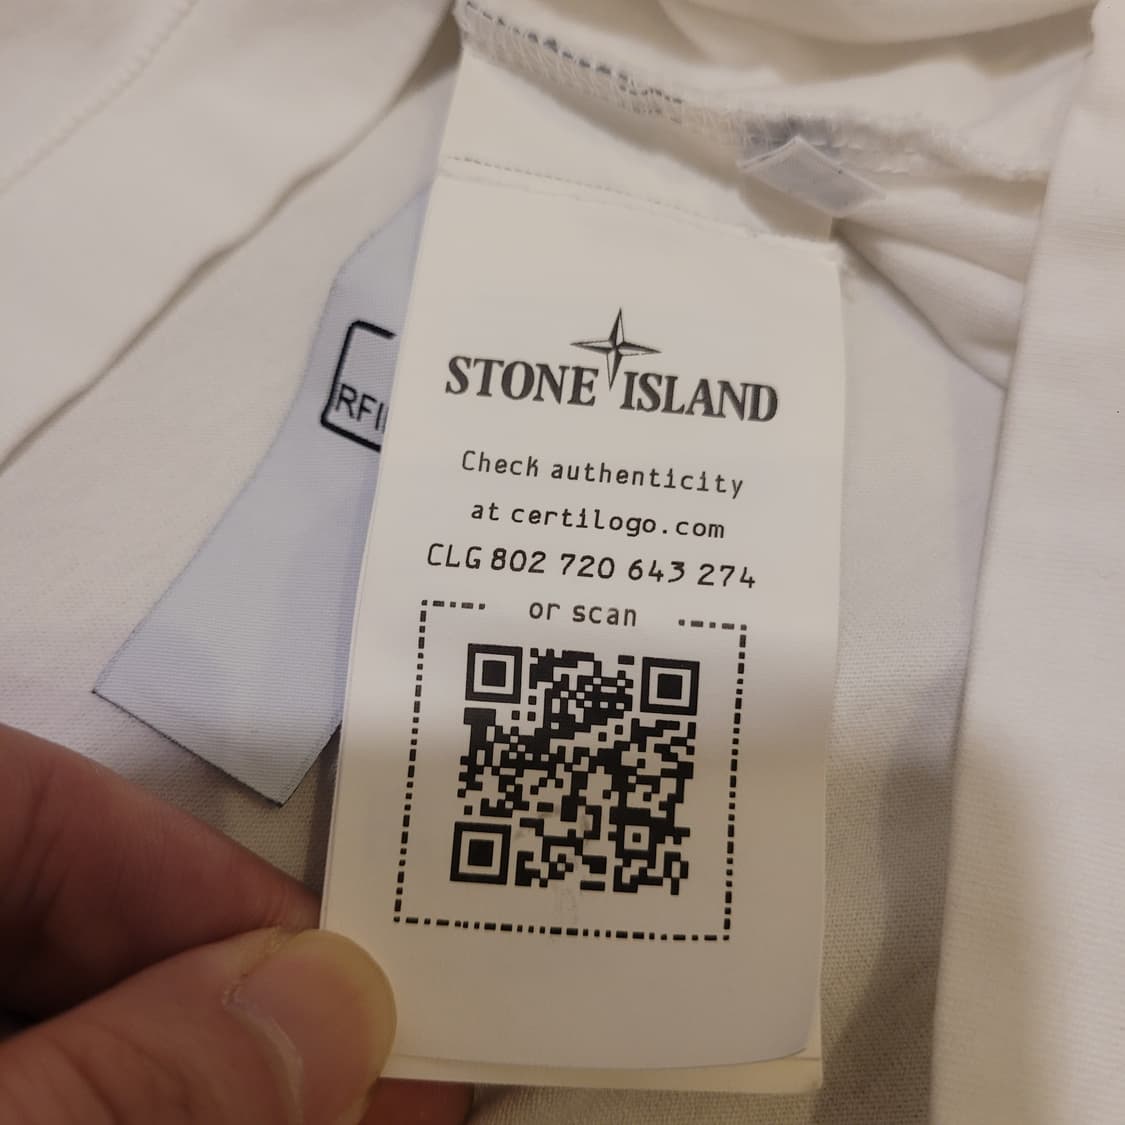 STONE ISLAND
Check authenticity
at certilogo.com
CLG 802 720 643 274
or scan